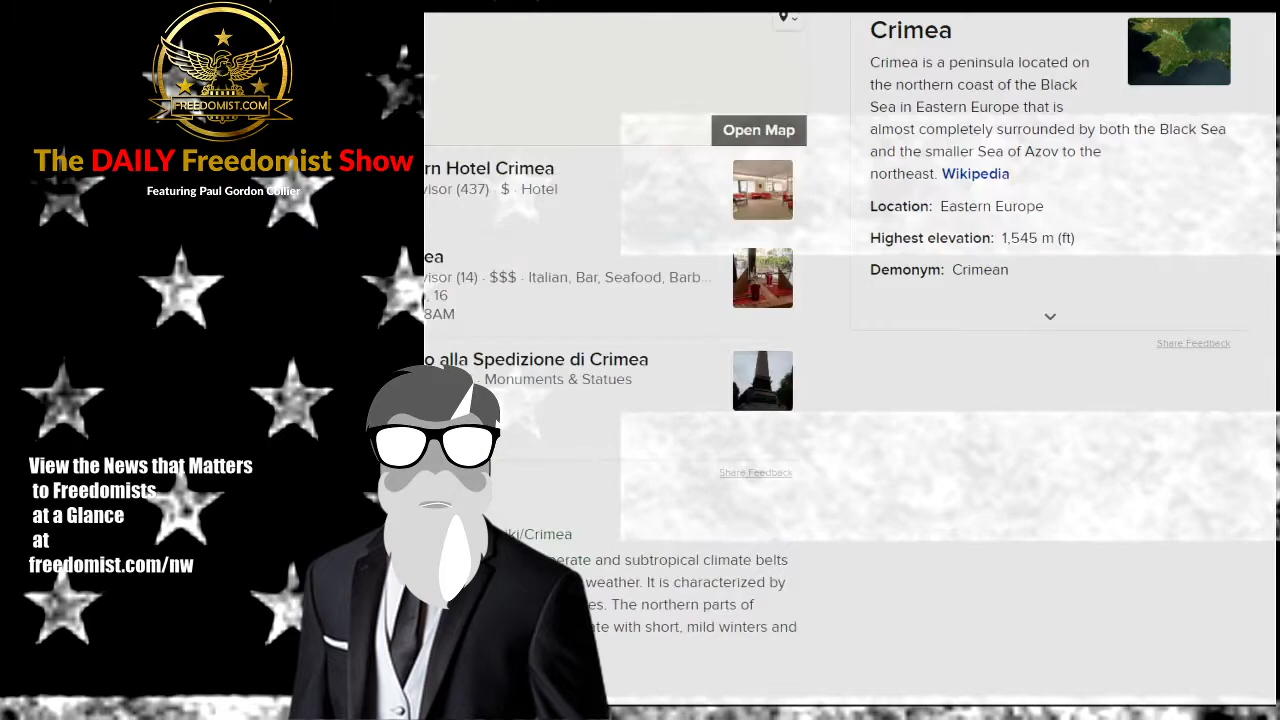 FREEDOMIST.COM
The DAILY Freedomist Show
Featuring Paul Gordon Collier
View the News that Matters
to Freedomists
at a Glance
at
freedomist.com/nw
Open Map
rn Hotel Crimea
visor (437) · $ · Hotel
ea
visor (14) · $$$ · Italian, Bar, Seafood, Barb...
, 16
8AM
o alla Spedizione di Crimea
· Monuments & Statues
Share Feedback
iki/Crimea
erate and subtropical climate belts
weather. It is characterized by
es. The northern parts of
ate with short, mild winters and
Crimea
Crimea is a peninsula located on
the northern coast of the Black
Sea in Eastern Europe that is
almost completely surrounded by both the Black Sea
and the smaller Sea of Azov to the
northeast. Wikipedia
Location: Eastern Europe
Highest elevation: 1,545 m (ft)
Demonym: Crimean
Share Feedback